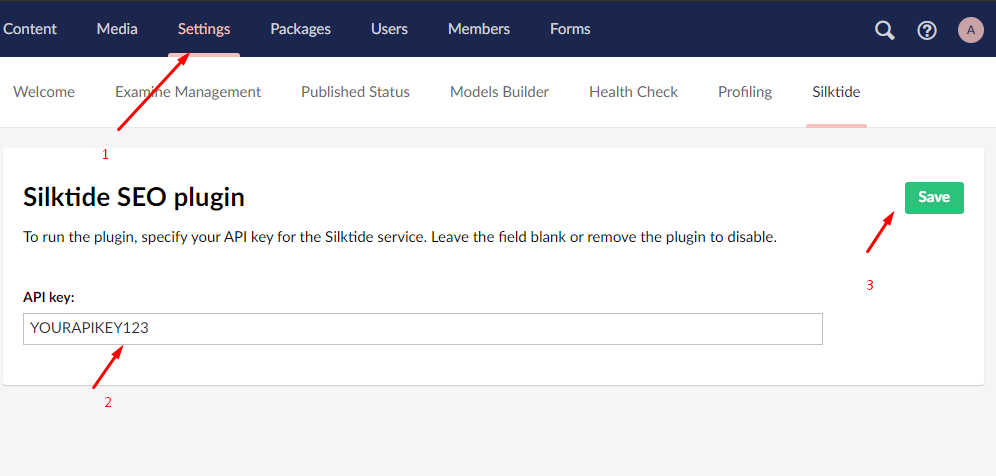 Content Media Settings Packages Users Members Forms A
Welcome Examine Management Published Status Models Builder Health Check Profiling Silktide
1
Silktide SEO plugin
Save
To run the plugin, specify your API key for the Silktide service. Leave the field blank or remove the plugin to disable.
3
API key:
YOURAPIKEY123
2